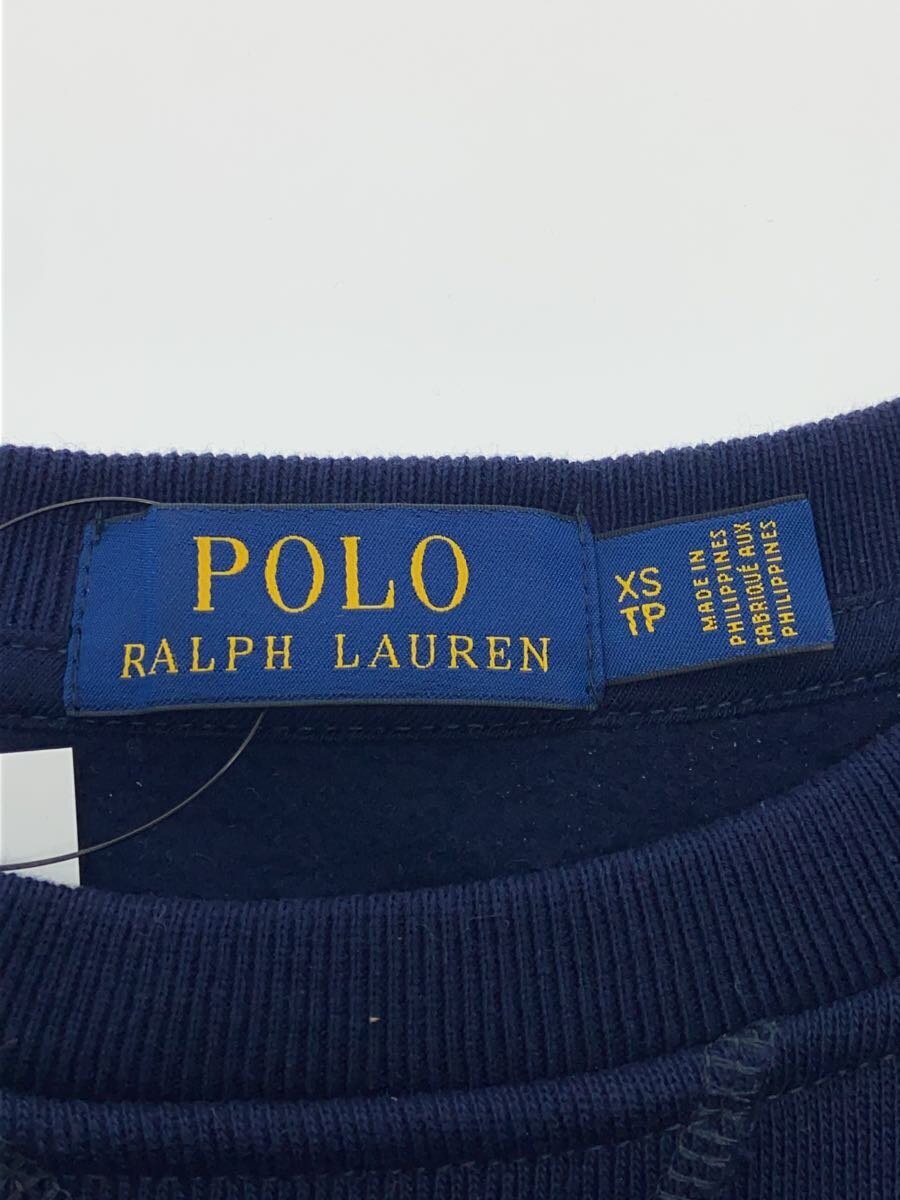 POLO
RALPH LAUREN
XS
TP
MADE IN
PHILIPPINES
FABRIQUÉ AUX
PHILIPPINES